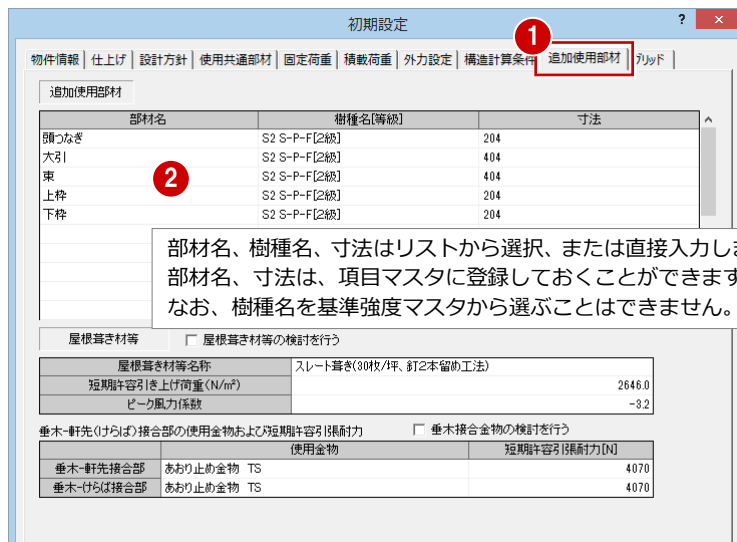 初期設定
? ×
1
物件情報 仕上げ 設計方針 使用共通部材 固定荷重 積載荷重 外力設定 構造計算条件 追加使用部材 グリッド
追加使用部材
部材名 樹種名[等級] 寸法
頭つなぎ S2 S-P-F[2級] 204
大引 S2 S-P-F[2級] 404
束 S2 S-P-F[2級] 404
上枠 S2 S-P-F[2級] 204
下枠 S2 S-P-F[2級] 204
2
部材名、樹種名、寸法はリストから選択、または直接入力しま
部材名、寸法は、項目マスタに登録しておくことができます
なお、樹種名を基準強度マスタから選ぶことはできません。
屋根葺き材等 屋根葺き材等の検討を行う
屋根葺き材等名称 スレート葺き(30枚/坪、釘2本留め工法)
短期許容引き上げ荷重(N/m²) 2646.0
ピーク風力係数 -3.2
垂木-軒先(けらば)接合部の使用金物および短期許容引張耐力 垂木接合金物の検討を行う
使用金物 短期許容引張耐力[N]
垂木-軒先接合部 あおり止め金物 TS 4070
垂木-けらば接合部 あおり止め金物 TS 4070